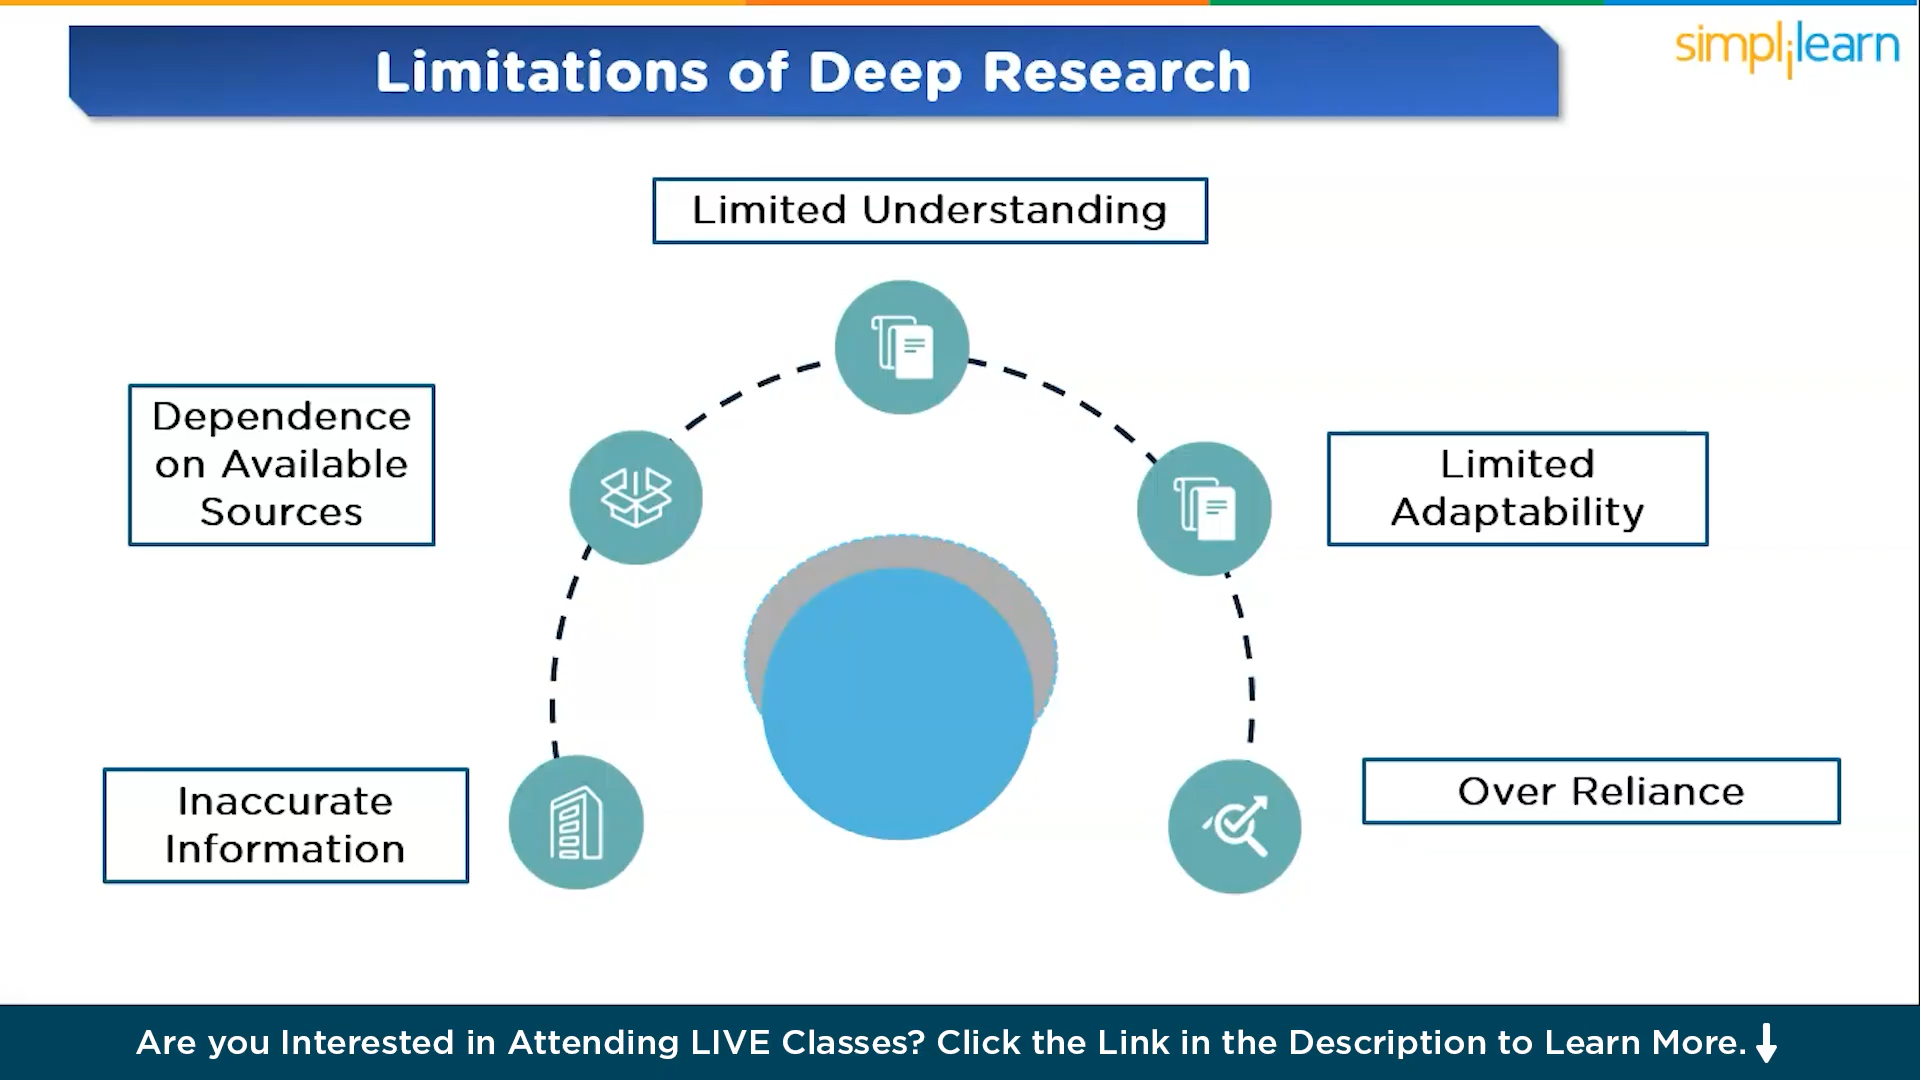 Limitations of Deep Research
simplilearn
Limited Understanding
Dependence
on Available
Sources
Limited
Adaptability
Inaccurate
Information
Over Reliance
Are you Interested in Attending LIVE Classes? Click the Link in the Description to Learn More.